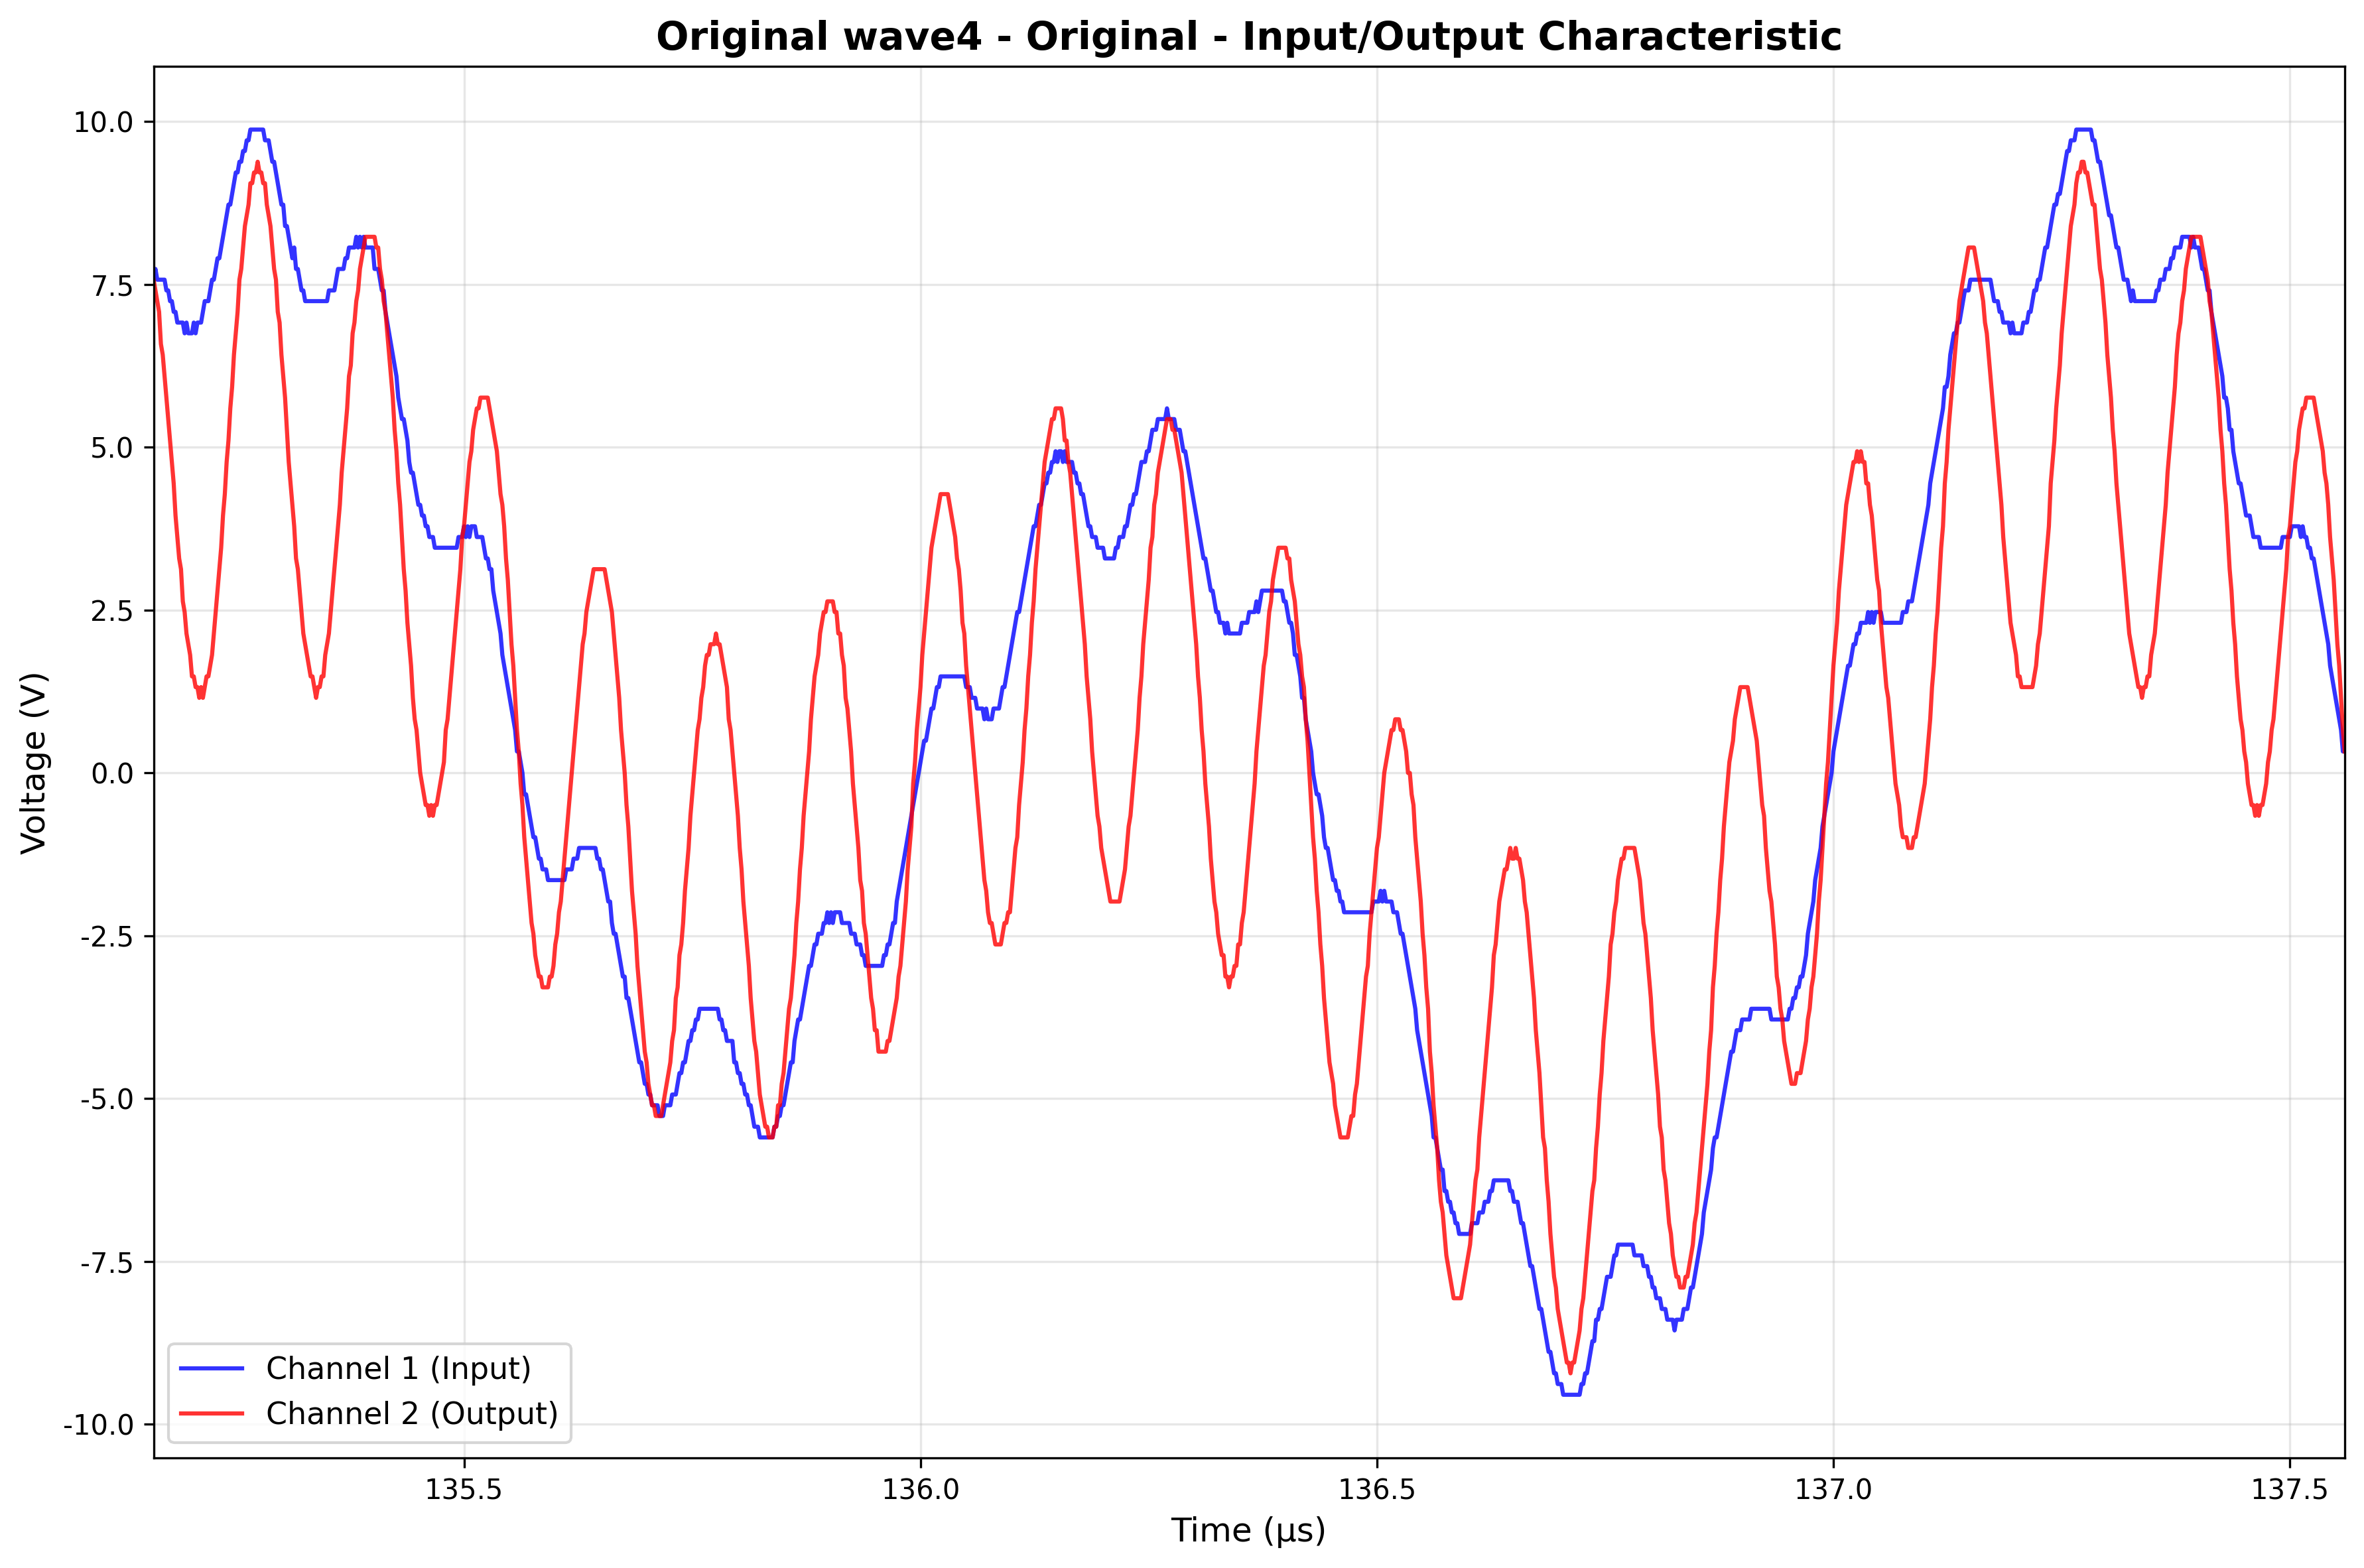 Original wave4 - Original - Input/Output Characteristic
Voltage (V)
10.0
7.5
5.0
2.5
0.0
-2.5
-5.0
-7.5
-10.0
Channel 1 (Input)
Channel 2 (Output)
135.5
136.0
136.5
137.0
137.5
Time (µs)